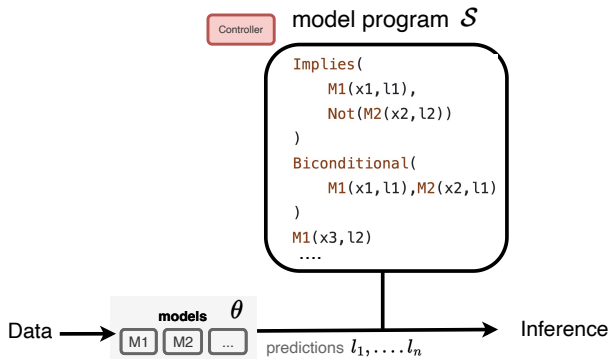 Controller
model program 𝒮
Implies(
M1(x1,l1),
Not(M2(x2,l2))
)
Biconditional(
M1(x1,l1),M2(x2,l1)
)
M1(x3,l2)
....
models θ
Data
M1 M2 ...
predictions l₁, .... lₙ
Inference